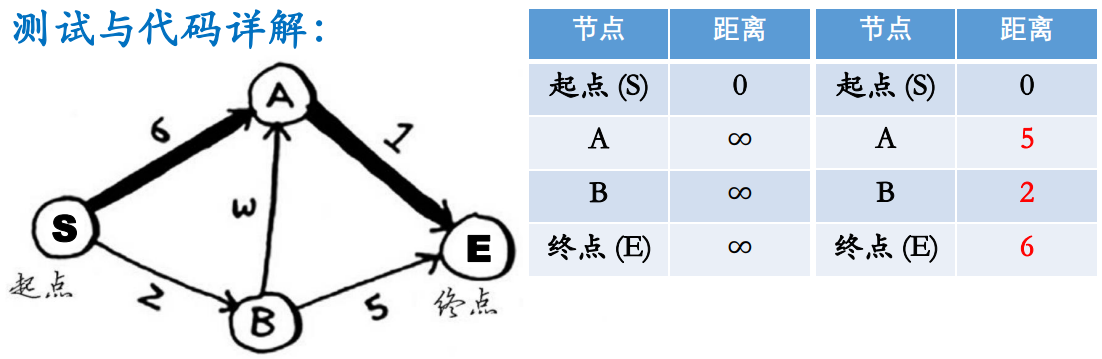 测试与代码详解：
A
6
1
S
3
E
起点
2
B
5
终点
节点 距离 节点 距离
起点 (S) 0 起点 (S) 0
A ∞ A 5
B ∞ B 2
终点 (E) ∞ 终点 (E) 6